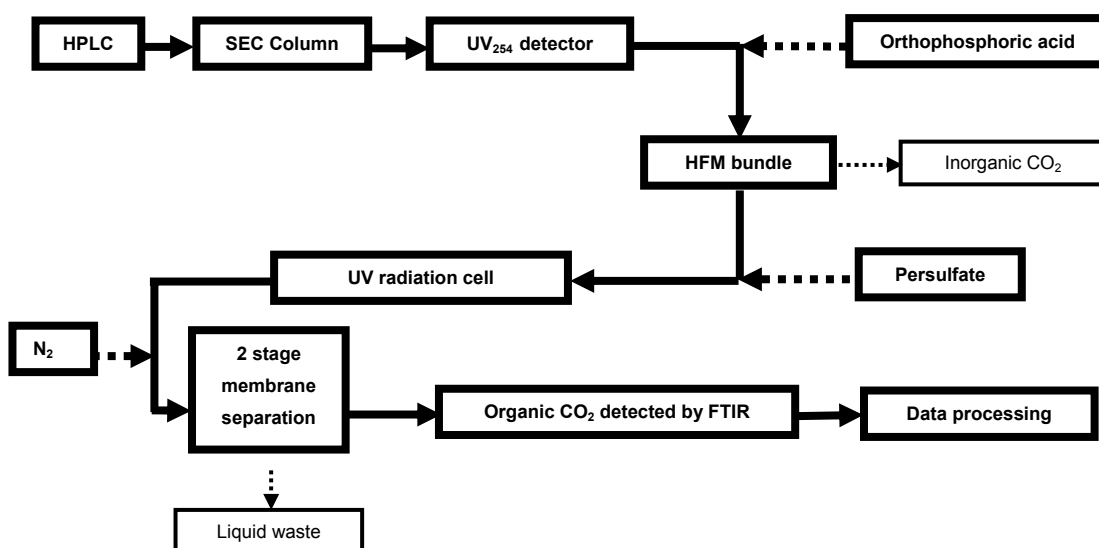 HPLC
SEC Column
UV₂₅₄ detector
Orthophosphoric acid
HFM bundle
Inorganic CO₂
UV radiation cell
Persulfate
N₂
2 stage
membrane
separation
Organic CO₂ detected by FTIR
Data processing
Liquid waste